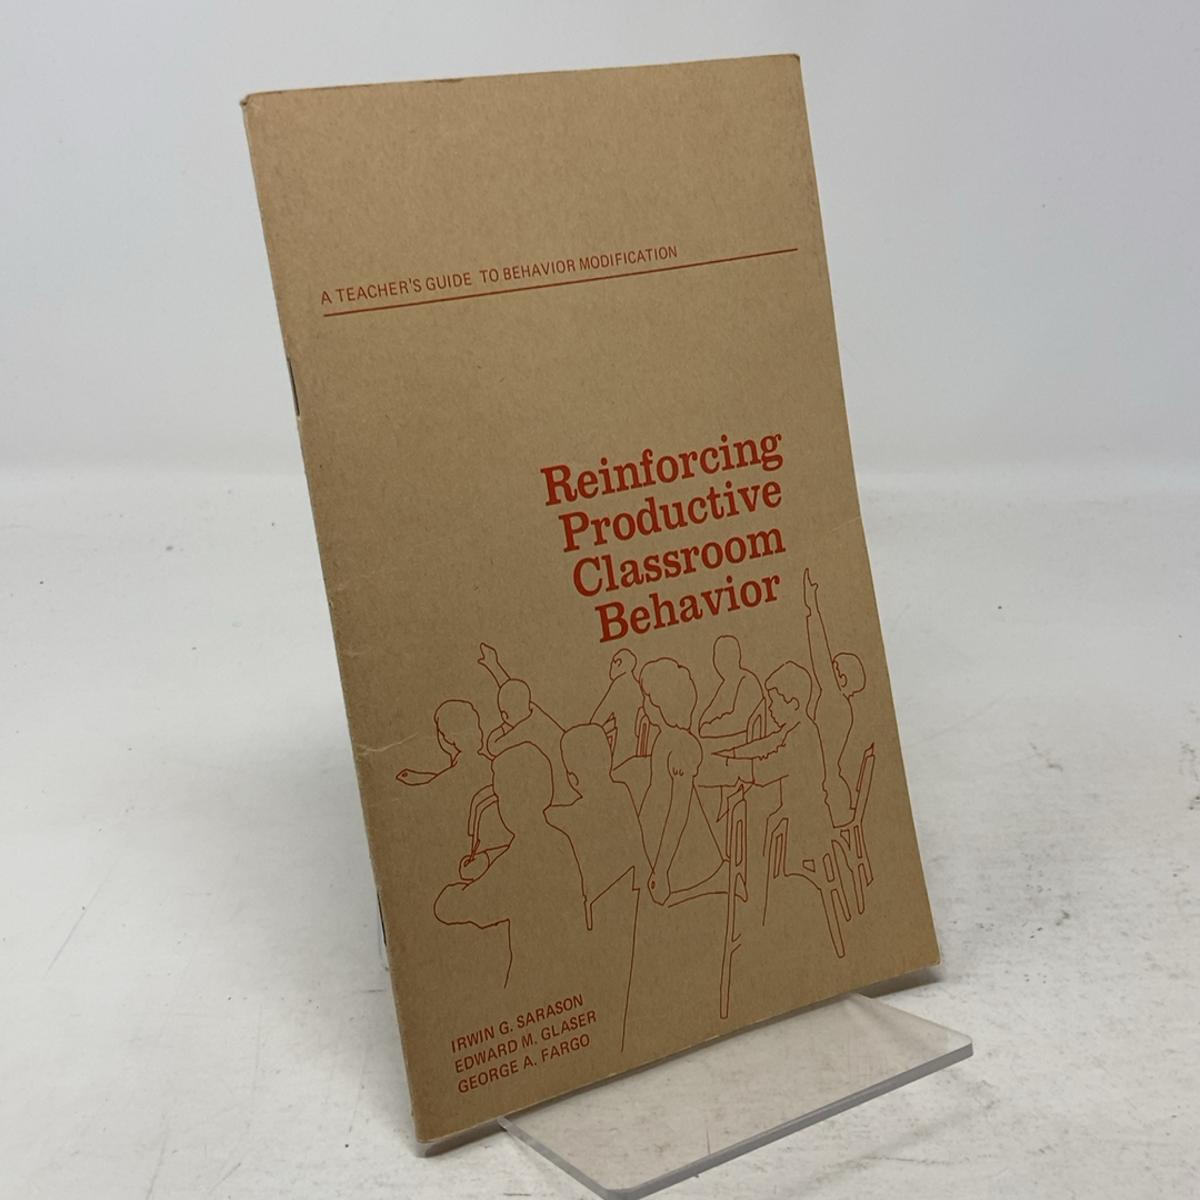 A TEACHER'S GUIDE TO BEHAVIOR MODIFICATION
Reinforcing
Productive
Classroom
Behavior
IRWIN G. SARASON
EDWARD M. GLASER
GEORGE A. FARGO